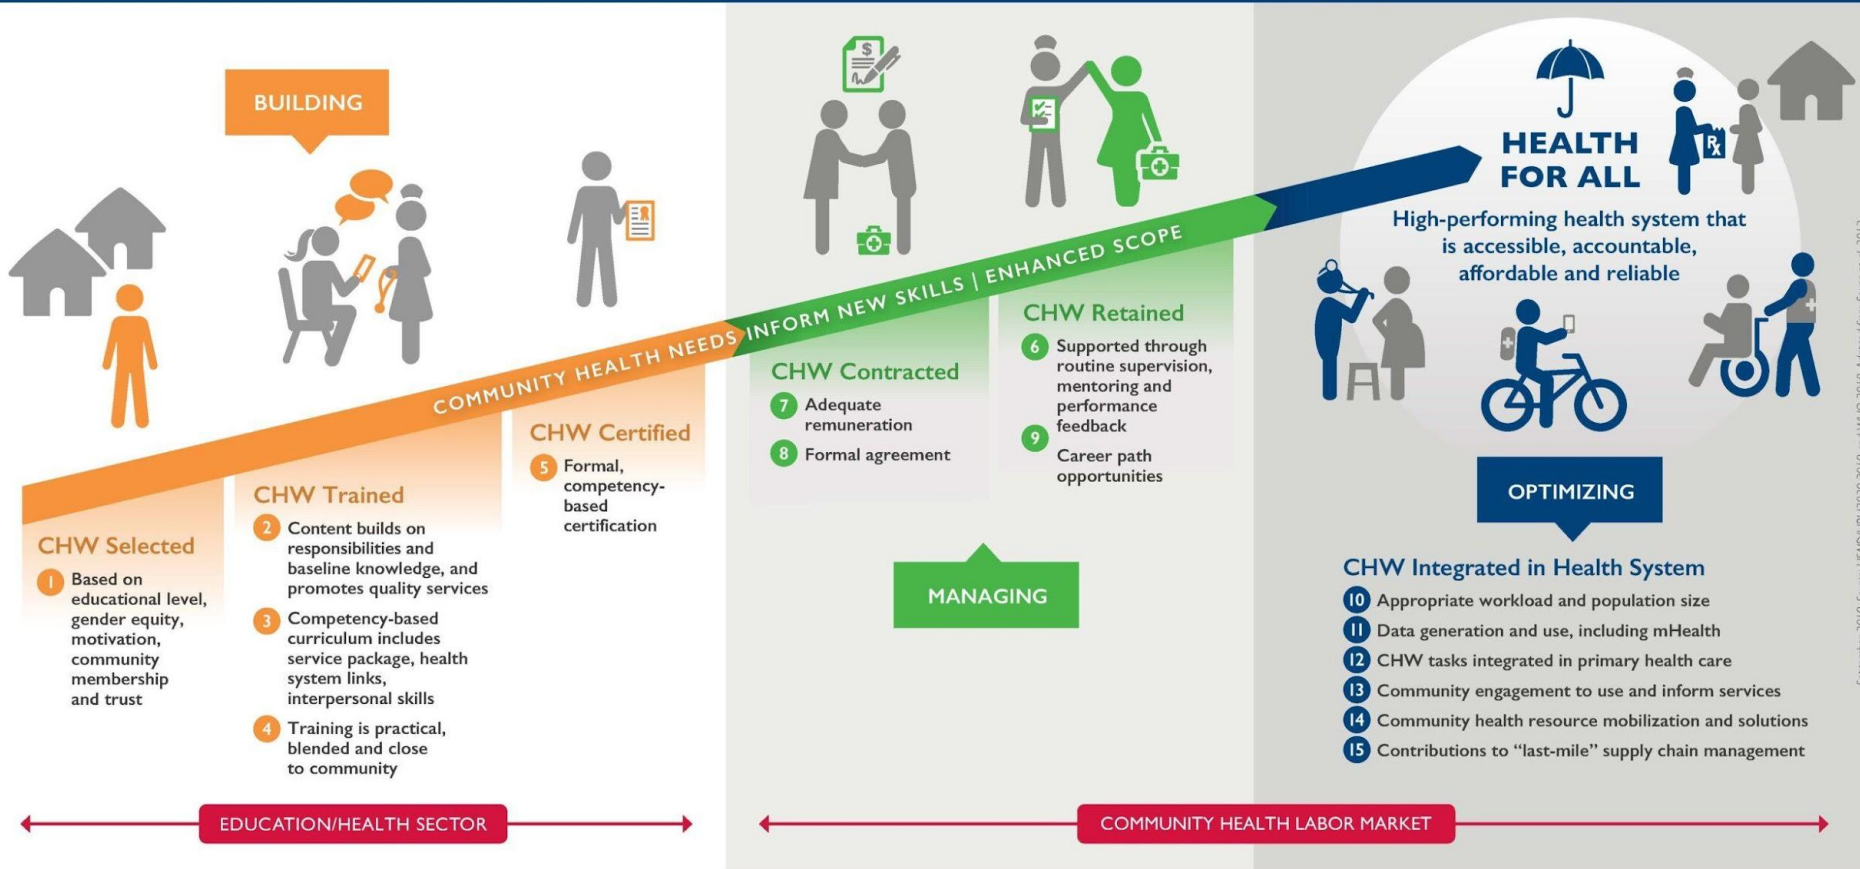 BUILDING
COMMUNITY HEALTH NEEDS INFORM NEW SKILLS | ENHANCED SCOPE
CHW Selected
1 Based on
educational level,
gender equity,
motivation,
community
membership
and trust
CHW Trained
2 Content builds on
responsibilities and
baseline knowledge, and
promotes quality services
3 Competency-based
curriculum includes
service package, health
system links,
interpersonal skills
4 Training is practical,
blended and close
to community
CHW Certified
5 Formal,
competency-
based
certification
$
CHW Contracted
7 Adequate
remuneration
8 Formal agreement
CHW Retained
6 Supported through
routine supervision,
mentoring and
performance
feedback
9 Career path
opportunities
MANAGING
HEALTH
FOR ALL
Rx
High-performing health system that
is accessible, accountable,
affordable and reliable
OPTIMIZING
CHW Integrated in Health System
10 Appropriate workload and population size
11 Data generation and use, including mHealth
12 CHW tasks integrated in primary health care
13 Community engagement to use and inform services
14 Community health resource mobilization and solutions
15 Contributions to “last-mile” supply chain management
EDUCATION/HEALTH SECTOR
COMMUNITY HEALTH LABOR MARKET